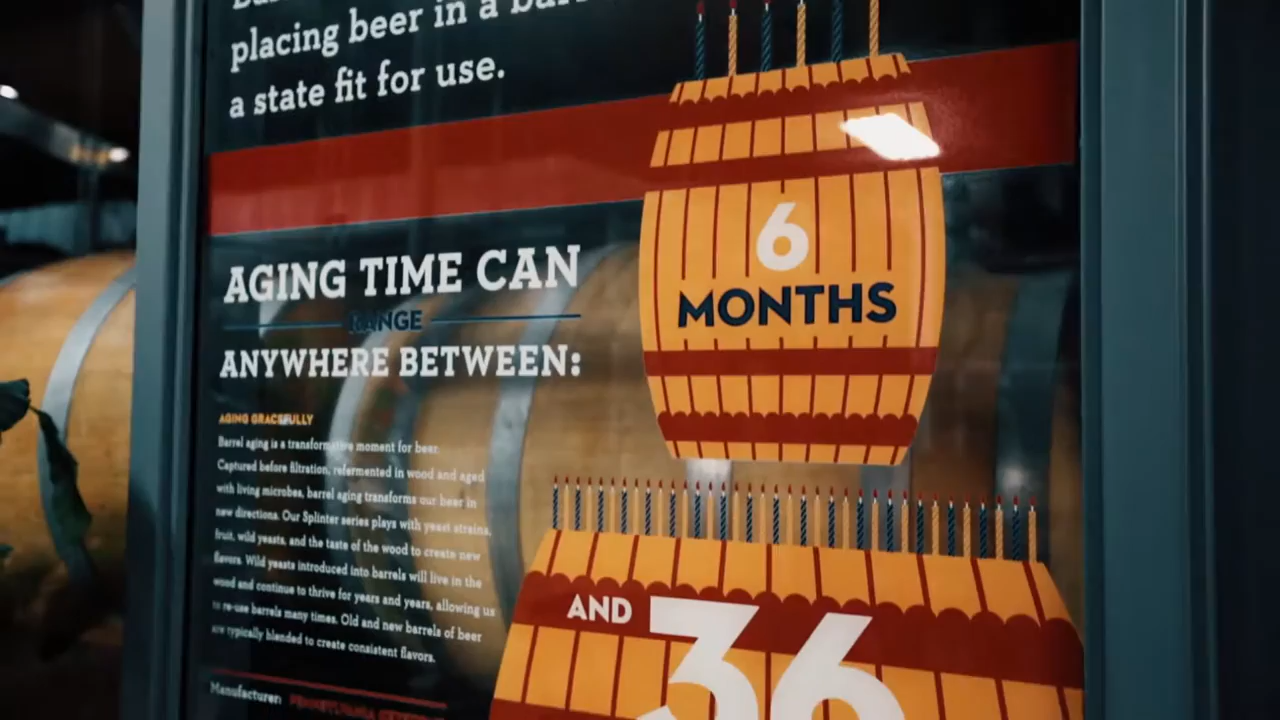 placing beer in a
a state fit for use.
AGING TIME CAN
RANGE
ANYWHERE BETWEEN:
6
MONTHS
AND 36
AGING GRACEFULLY
Barrel aging is a transformative moment for beer.
Captured before filtration, refermented in wood and aged
with living microbes, barrel aging transforms our beer in
new directions. Our Splinter series plays with yeast strains,
fruit, wild yeasts, and the taste of the wood to create new
flavors. Wild yeasts introduced into barrels will live in the
wood and continue to thrive for years and years, allowing us
to re-use barrels many times. Old and new barrels of beer
are typically blended to create consistent flavors.
Manufacturer: PENNSYLVANIA